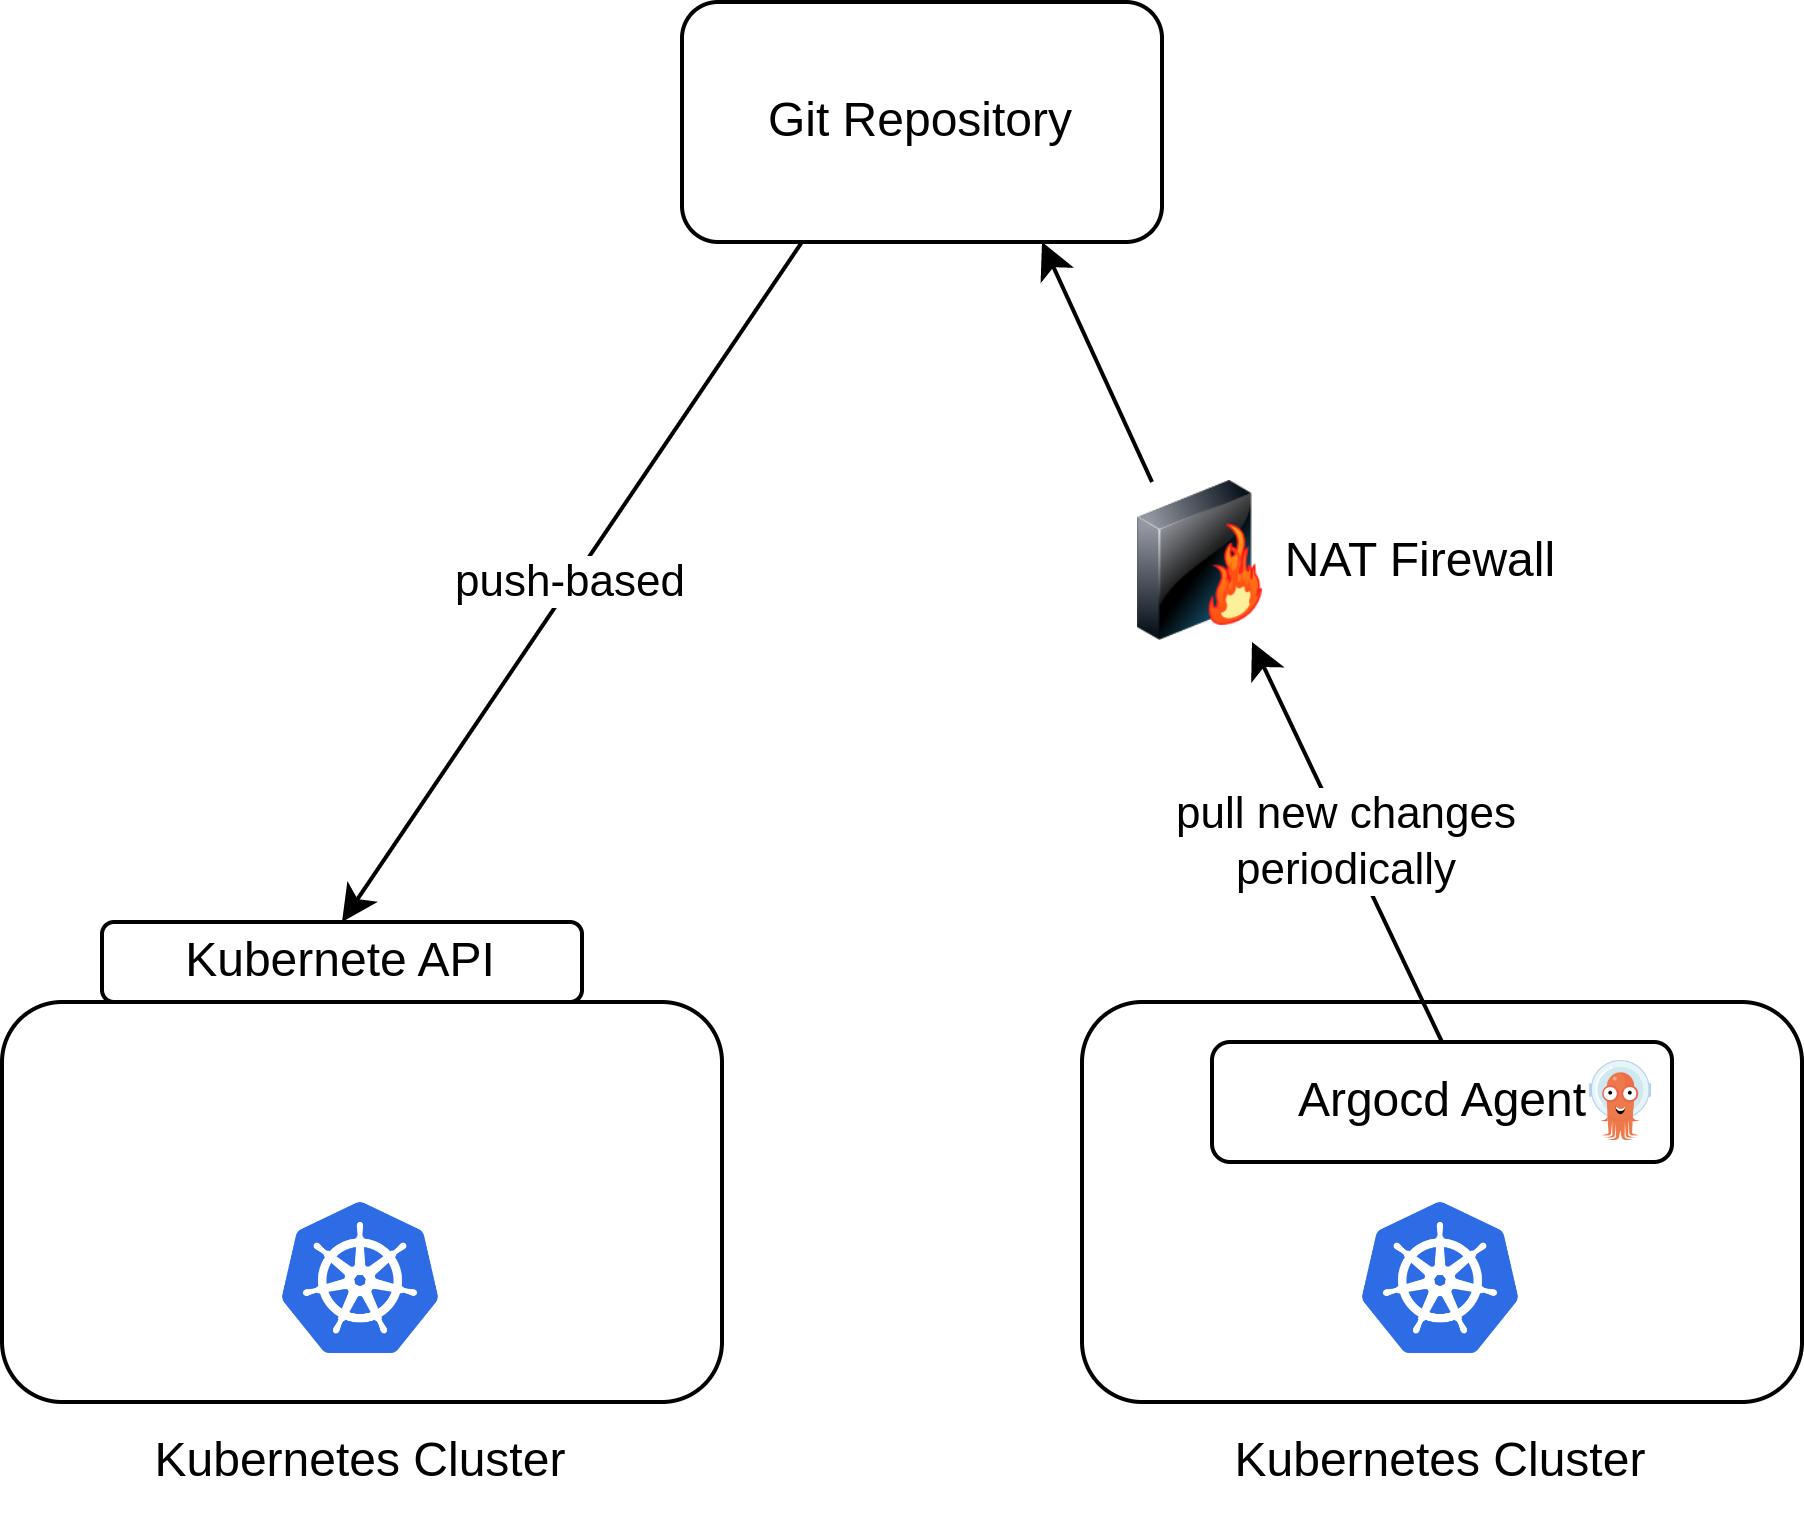 Git Repository
NAT Firewall
push-based
pull new changes
periodically
Kubernete API
Argocd Agent
Kubernetes Cluster
Kubernetes Cluster